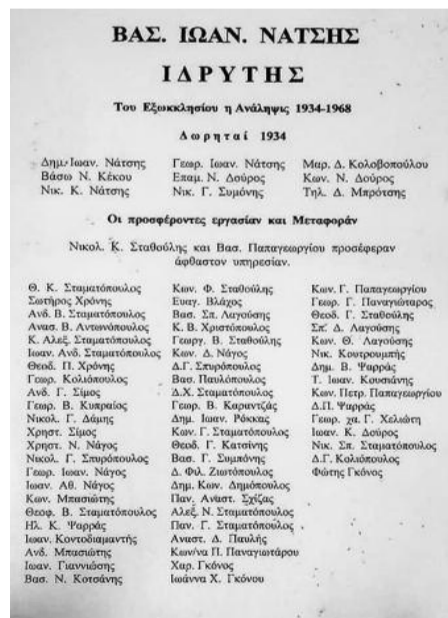 ΒΑΣ. ΙΩΑΝ. ΝΑΤΣΗΣ
ΙΔΡΥΤΗΣ
Του Εξωκκλησίου η Ανάληψις 1934-1968
Δωρηταί 1934
Δημ. Ιωαν. Νάτσης
Βάσω Ν. Κέκου
Νικ. Κ. Νάτσης
Γεωρ. Ιωαν. Νάτσης
Επαμ. Ν. Δούρος
Νικ. Γ. Συμόνης
Μαρ. Δ. Κολοβοπούλου
Κων. Ν. Δούρος
Τηλ. Δ. Μπρότσης
Οι προσφέροντες εργασίαν και Μεταφοράν
Νικολ. Κ. Σταθούλης και Βασ. Παπαγεωργίου προσέφεραν
άφθαστον υπηρεσίαν.
Θ. Κ. Σταματόπουλος
Σωτήρος Χρόνης
Ανδ. Β. Σταματόπουλος
Ανασ. Β. Αντωνόπουλος
Κ. Αλεξ. Σταματόπουλος
Ιωαν. Ανδ. Σταματόπουλος
Θεοδ. Π. Χρόνης
Γεωρ. Κολιόπουλος
Ανδ. Γ. Σίμος
Γεωρ. Β. Κυπραίος
Νικολ. Γ. Δάμης
Χρηστ. Σίμος
Χρηστ. Ν. Νάγος
Νικολ. Γ. Σπυρόπουλος
Γεωρ. Ιωαν. Νάγος
Ιωαν. Αθ. Νάγος
Κων. Μπασιώτης
Θεοφ. Β. Σταματόπουλος
Ηλ. Κ. Ψαρράς
Ιωαν. Κοντοδιαμαντής
Ανδ. Μπασιώτης
Ιωαν. Γιαννιώσης
Βασ. Ν. Κοτσάνης
Κων. Φ. Σταθούλης
Ευαγ. Βλάχος
Βασ. Σπ. Λαγούσης
Κ. Β. Χριστόπουλος
Γεωργ. Β. Σταθούλης
Κων. Δ. Νάγος
Δ.Γ. Σπυρόπουλος
Βασ. Παυλόπουλος
Δ.Χ. Σταματόπουλος
Γεωρ. Β. Καραντζάς
Δημ. Ιωαν. Ρόκκας
Κων. Γ. Σταματόπουλος
Θεοδ. Γ. Κατσίνης
Βασ. Γ. Συμπόνης
Δ. Φιλ. Ζιωτόπουλος
Δημ. Κων. Δημόπουλος
Παν. Αναστ. Σχίζας
Αλεξ. Ν. Σταματόπουλος
Παν. Γ. Σταματόπουλος
Αναστ. Δ. Παυλής
Κων/να Π. Παναγιωτάρου
Χαρ. Γκόνος
Ιωάννα Χ. Γκόνου
Κων. Γ. Παπαγεωργίου
Γεωρ. Γ. Παναγιώταρος
Θεοδ. Γ. Σταθούλης
Σπ. Δ. Λαγούσης
Κων. Θ. Λαγούσης
Νικ. Κουτρουμπής
Δημ. Β. Ψαρράς
Τ. Ιωαν. Κουσιάνης
Κων. Πετρ. Παπαγεωργίου
Δ.Π. Ψαρράς
Γεωρ. χα. Γ. Χελιώτη
Ιωαν. Κ. Δούρος
Νικ. Σπ. Σταματόπουλος
Δ.Γ. Κολιόπουλος
Φώτης Γκόνος